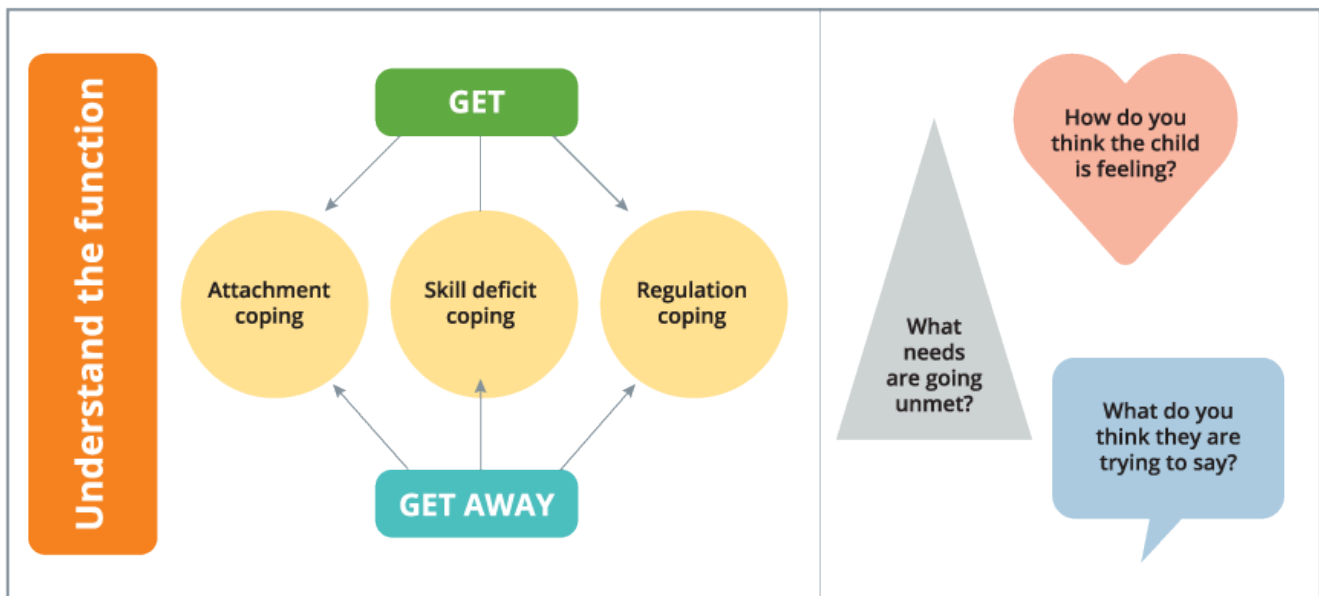 Understand the function
GET
Attachment
coping
Skill deficit
coping
Regulation
coping
GET AWAY
How do you
think the child
is feeling?
What
needs
are going
unmet?
What do you
think they are
trying to say?